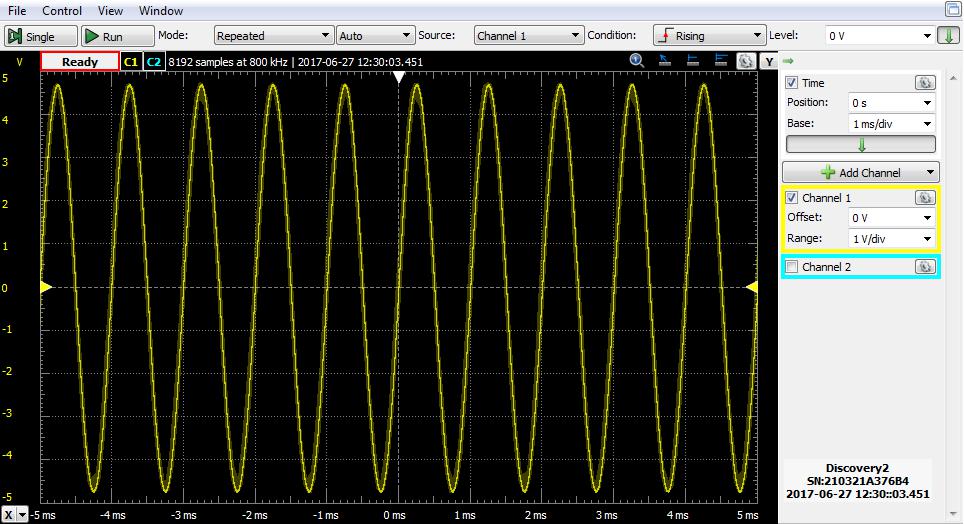 File Control View Window
Single Run Mode: Repeated Auto Source: Channel 1 Condition: Rising Level: 0 V
V Ready C1 C2 8192 samples at 800 kHz | 2017-06-27 12:30:03.451 Y
5
4
3
2
1
0
-1
-2
-3
-4
-5
X -5 ms -4 ms -3 ms -2 ms -1 ms 0 ms 1 ms 2 ms 3 ms 4 ms 5 ms
Time
Position: 0 s
Base: 1 ms/div
Add Channel
Channel 1
Offset: 0 V
Range: 1 V/div
Channel 2
Discovery2
SN:210321A376B4
2017-06-27 12:30:03.451